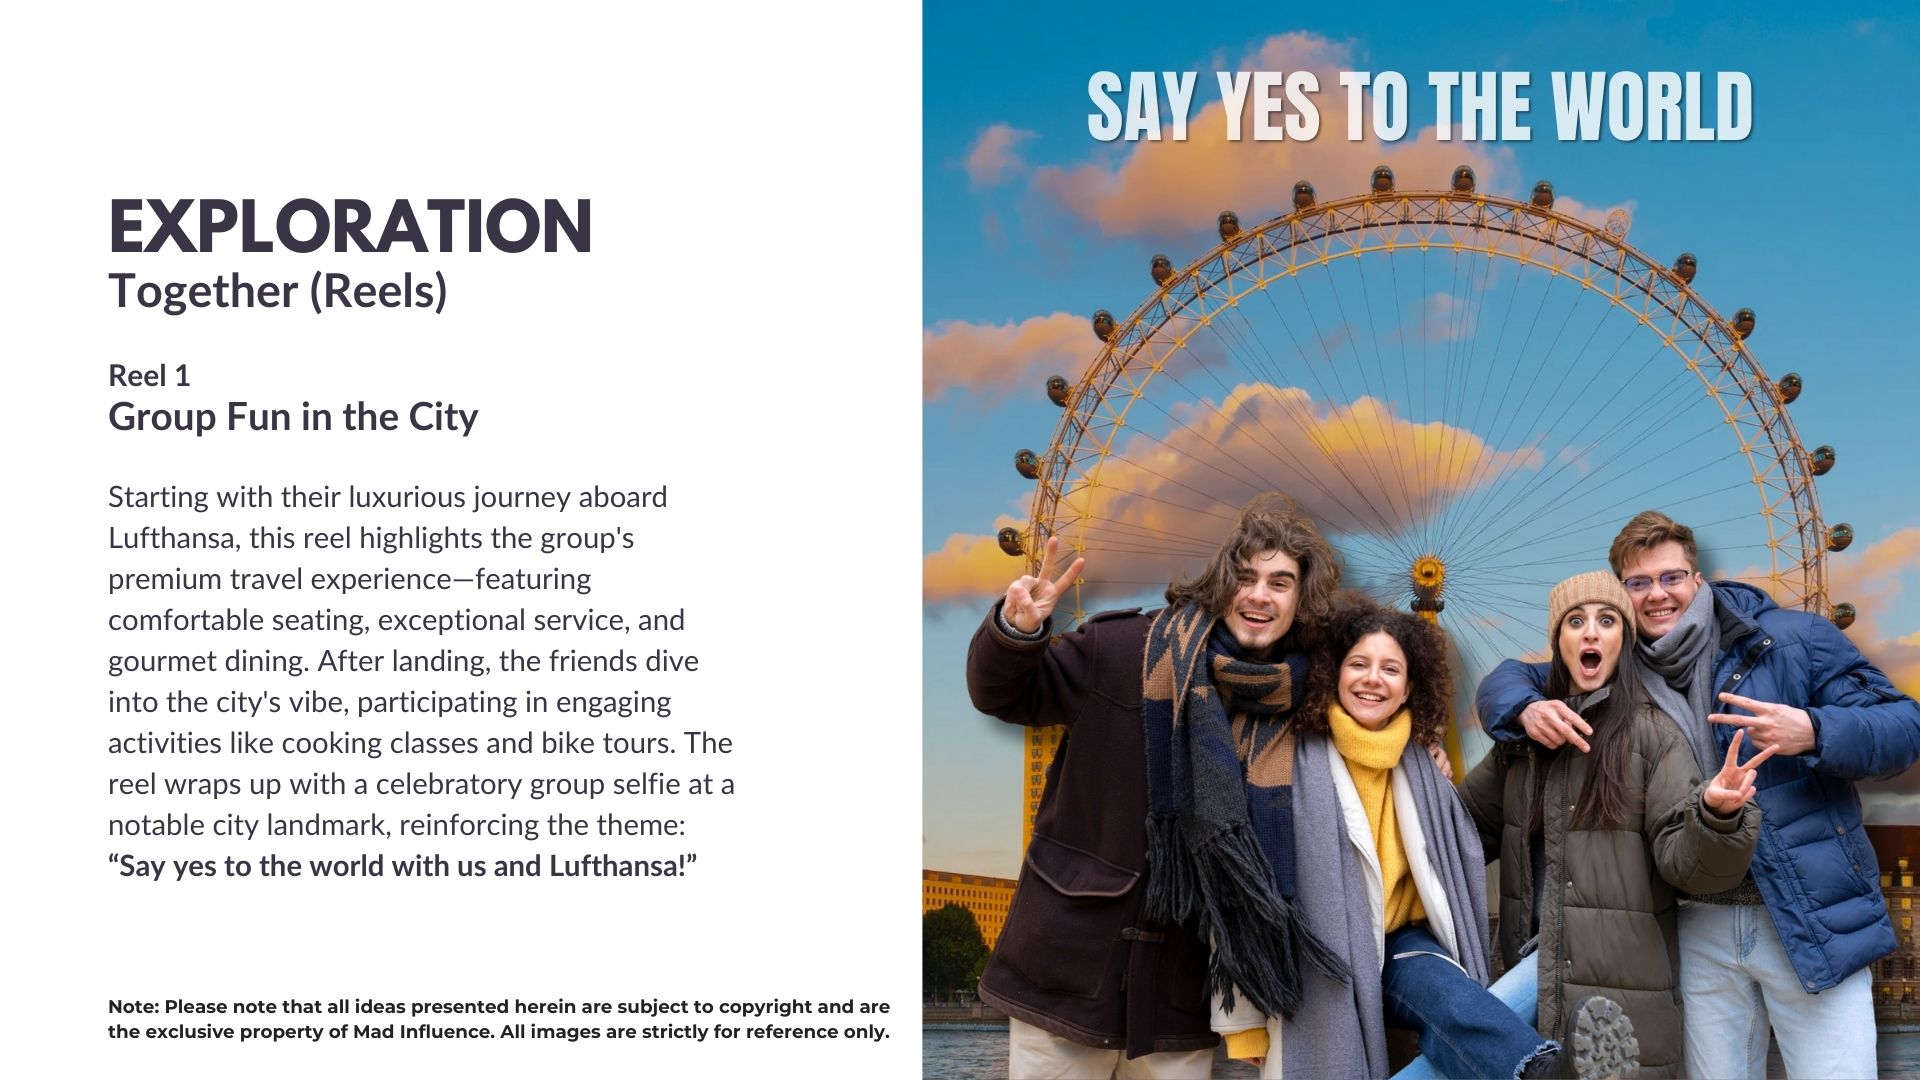 EXPLORATION
Together (Reels)
Reel 1
Group Fun in the City
Starting with their luxurious journey aboard
Lufthansa, this reel highlights the group's
premium travel experience—featuring
comfortable seating, exceptional service, and
gourmet dining. After landing, the friends dive
into the city's vibe, participating in engaging
activities like cooking classes and bike tours. The
reel wraps up with a celebratory group selfie at a
notable city landmark, reinforcing the theme:
“Say yes to the world with us and Lufthansa!”
Note: Please note that all ideas presented herein are subject to copyright and are
the exclusive property of Mad Influence. All images are strictly for reference only.
SAY YES TO THE WORLD